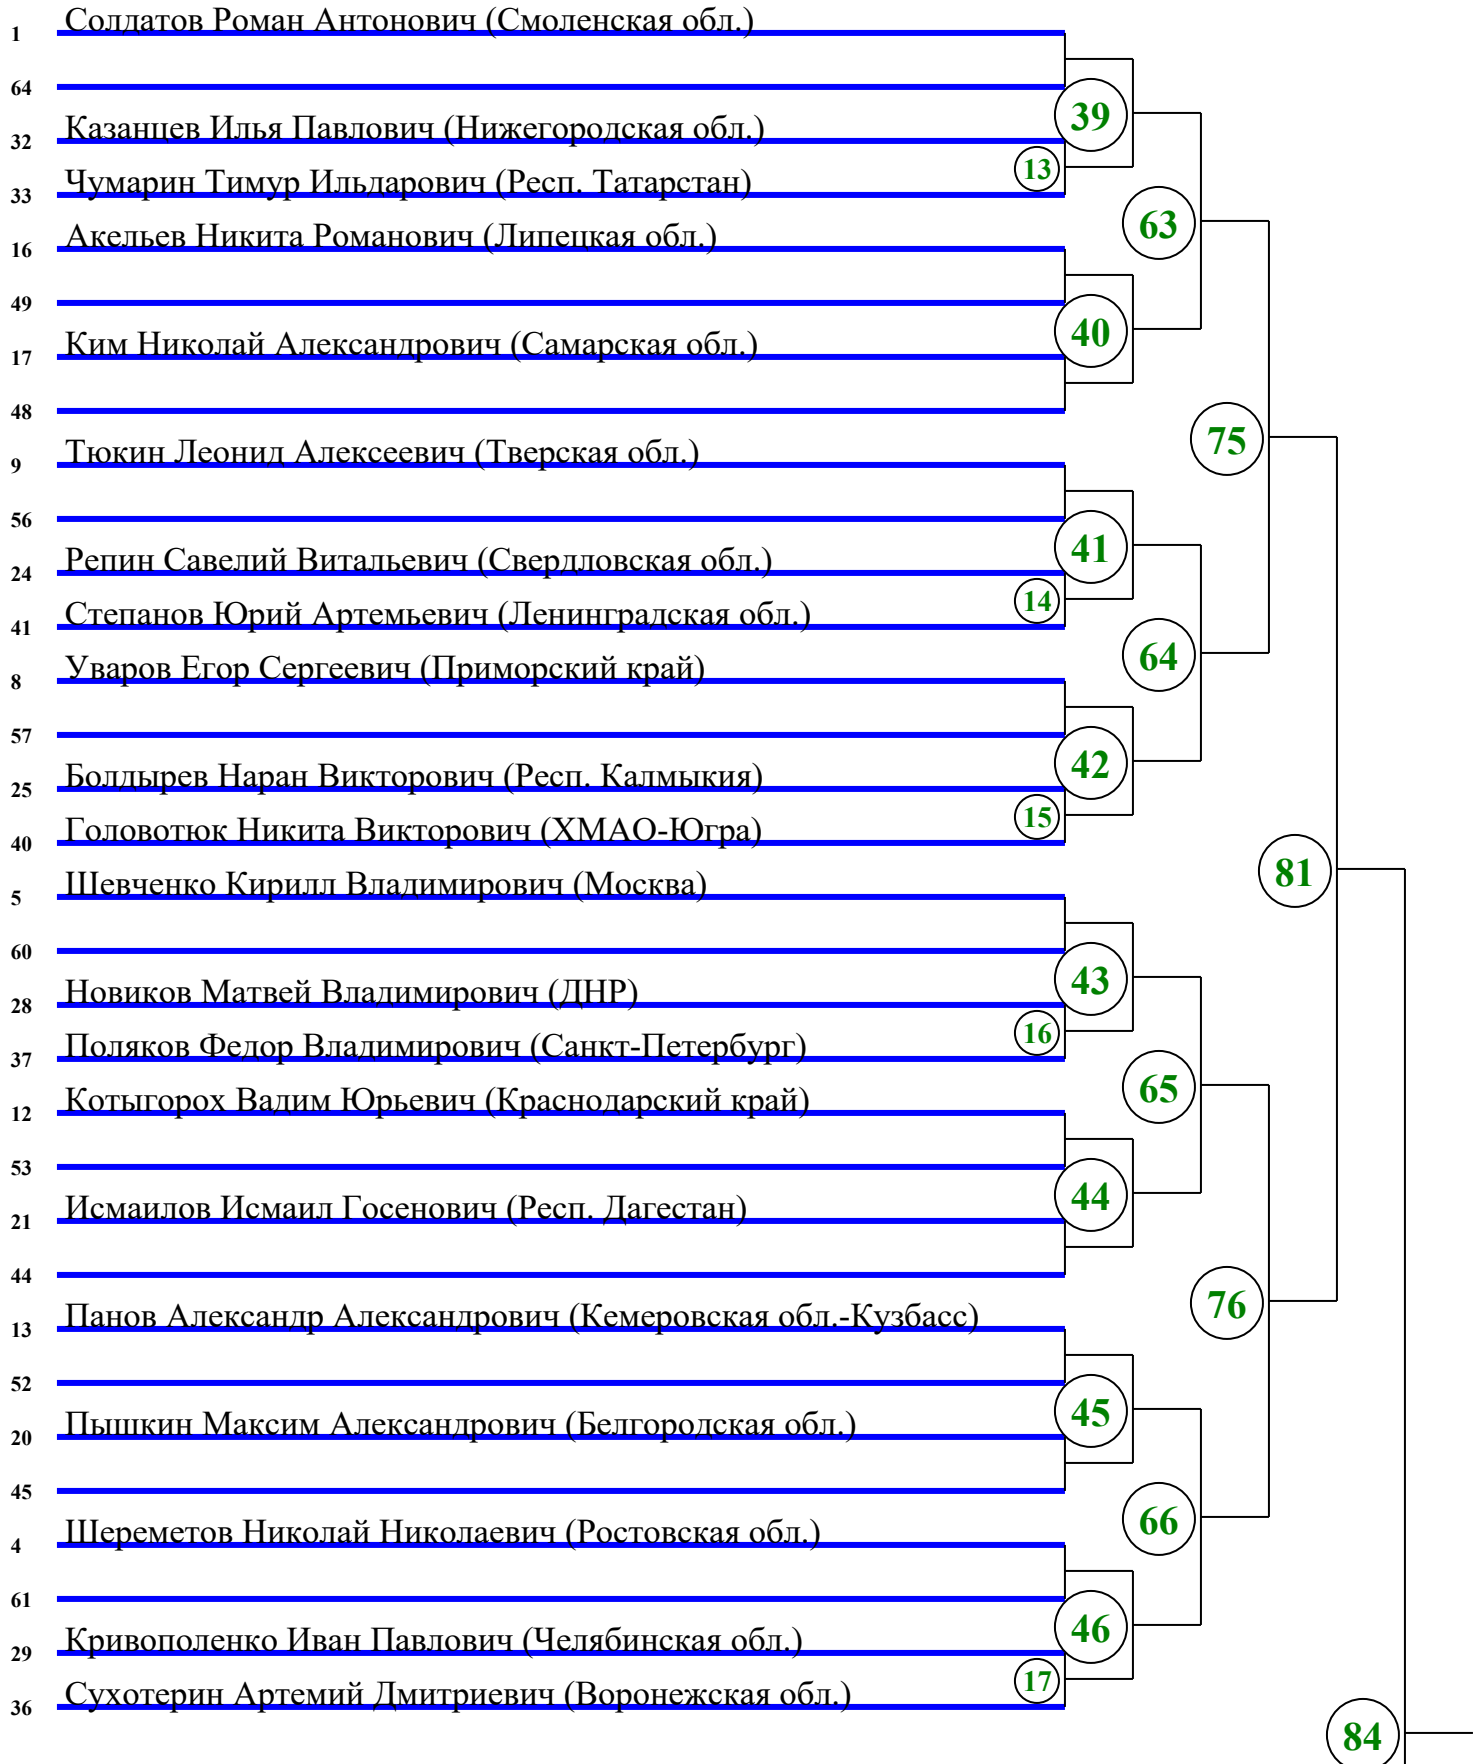 1 Солдатов Роман Антонович (Смоленская обл.)
64
39
32 Казанцев Илья Павлович (Нижегородская обл.)
13
33 Чумарин Тимур Ильдарович (Респ. Татарстан)
63
16 Акельев Никита Романович (Липецкая обл.)
49
40
17 Ким Николай Александрович (Самарская обл.)
48
75
9 Тюкин Леонид Алексеевич (Тверская обл.)
56
41
24 Репин Савелий Витальевич (Свердловская обл.)
14
41 Степанов Юрий Артемьевич (Ленинградская обл.)
64
8 Уваров Егор Сергеевич (Приморский край)
57
42
25 Болдырев Наран Викторович (Респ. Калмыкия)
15
40 Головотюк Никита Викторович (ХМАО-Югра)
81
5 Шевченко Кирилл Владимирович (Москва)
60
43
28 Новиков Матвей Владимирович (ДНР)
16
37 Поляков Федор Владимирович (Санкт-Петербург)
65
12 Котыгорох Вадим Юрьевич (Краснодарский край)
53
44
21 Исмаилов Исмаил Госенович (Респ. Дагестан)
44
76
13 Панов Александр Александрович (Кемеровская обл.-Кузбасс)
52
45
20 Пышкин Максим Александрович (Белгородская обл.)
45
66
4 Шереметов Николай Николаевич (Ростовская обл.)
61
46
29 Кривополенко Иван Павлович (Челябинская обл.)
17
36 Сухотерин Артемий Дмитриевич (Воронежская обл.)
84